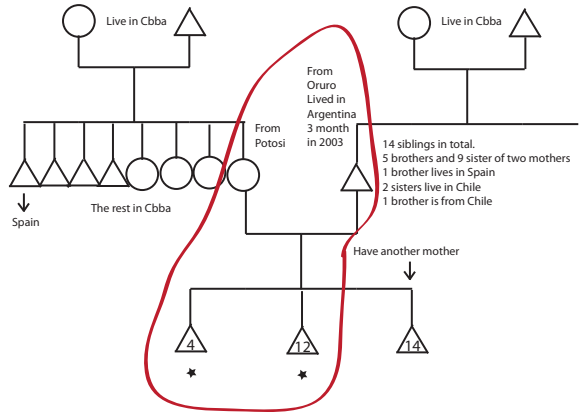 Live in Cbba
Live in Cbba
From
Oruro
Lived in
Argentina
3 month
in 2003
From
Potosi
14 siblings in total.
5 brothers and 9 sister of two mothers
1 brother lives in Spain
2 sisters live in Chile
1 brother is from Chile
The rest in Cbba
Spain
Have another mother
4
12
14